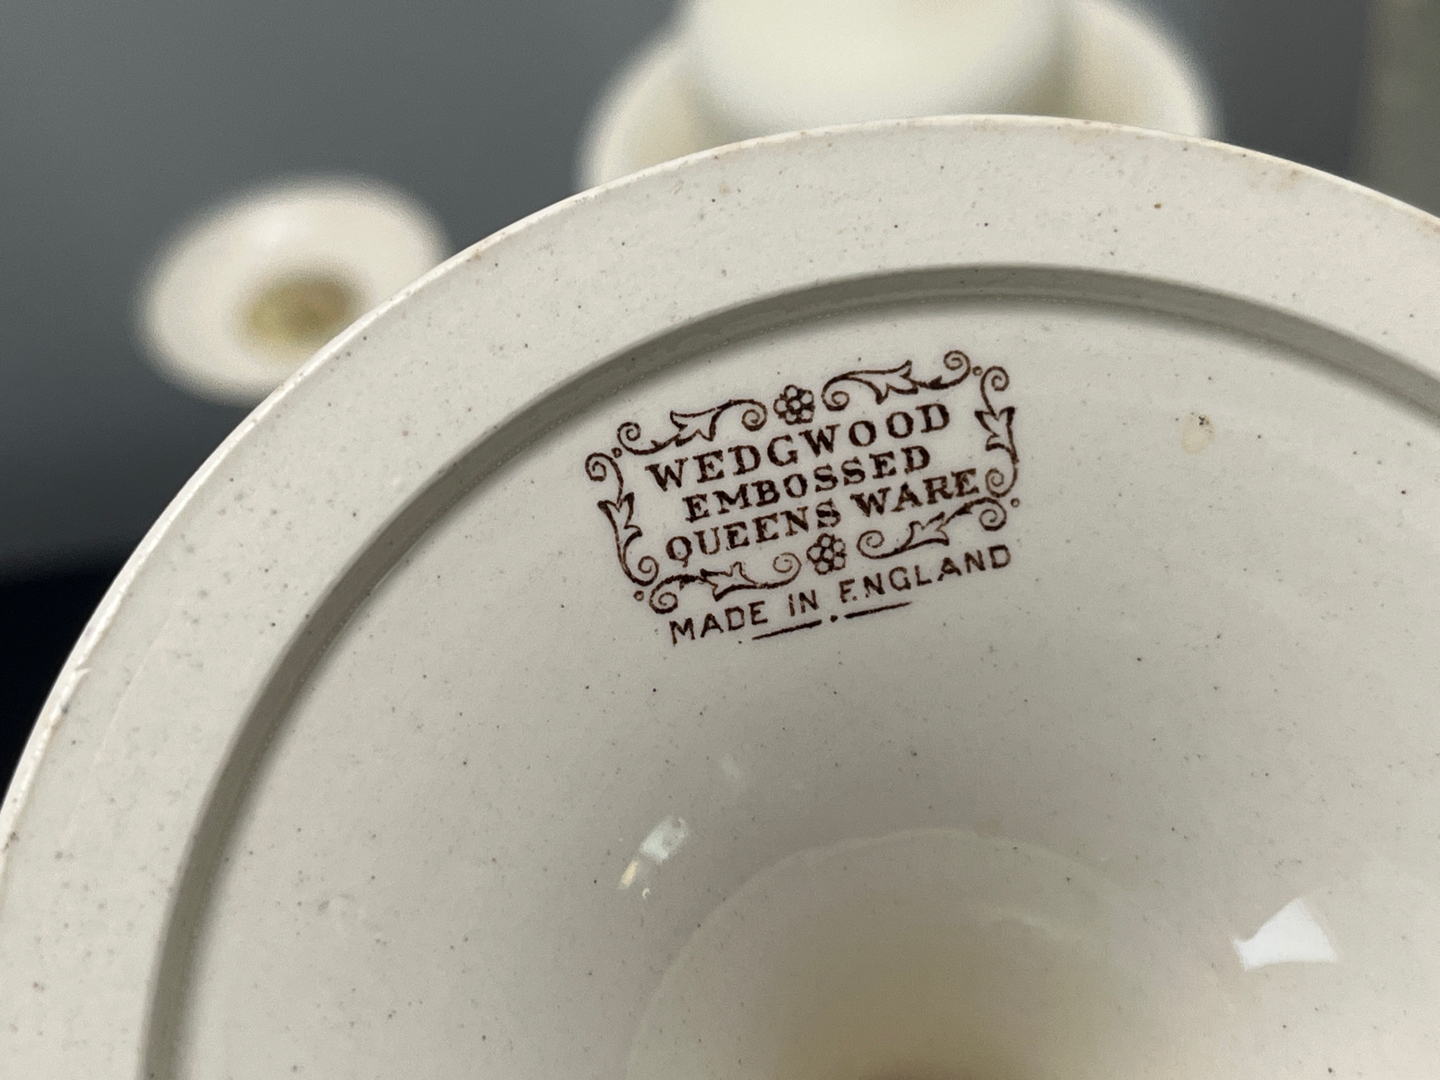 WEDGWOOD
EMBOSSED
QUEENS WARE
MADE IN ENGLAND